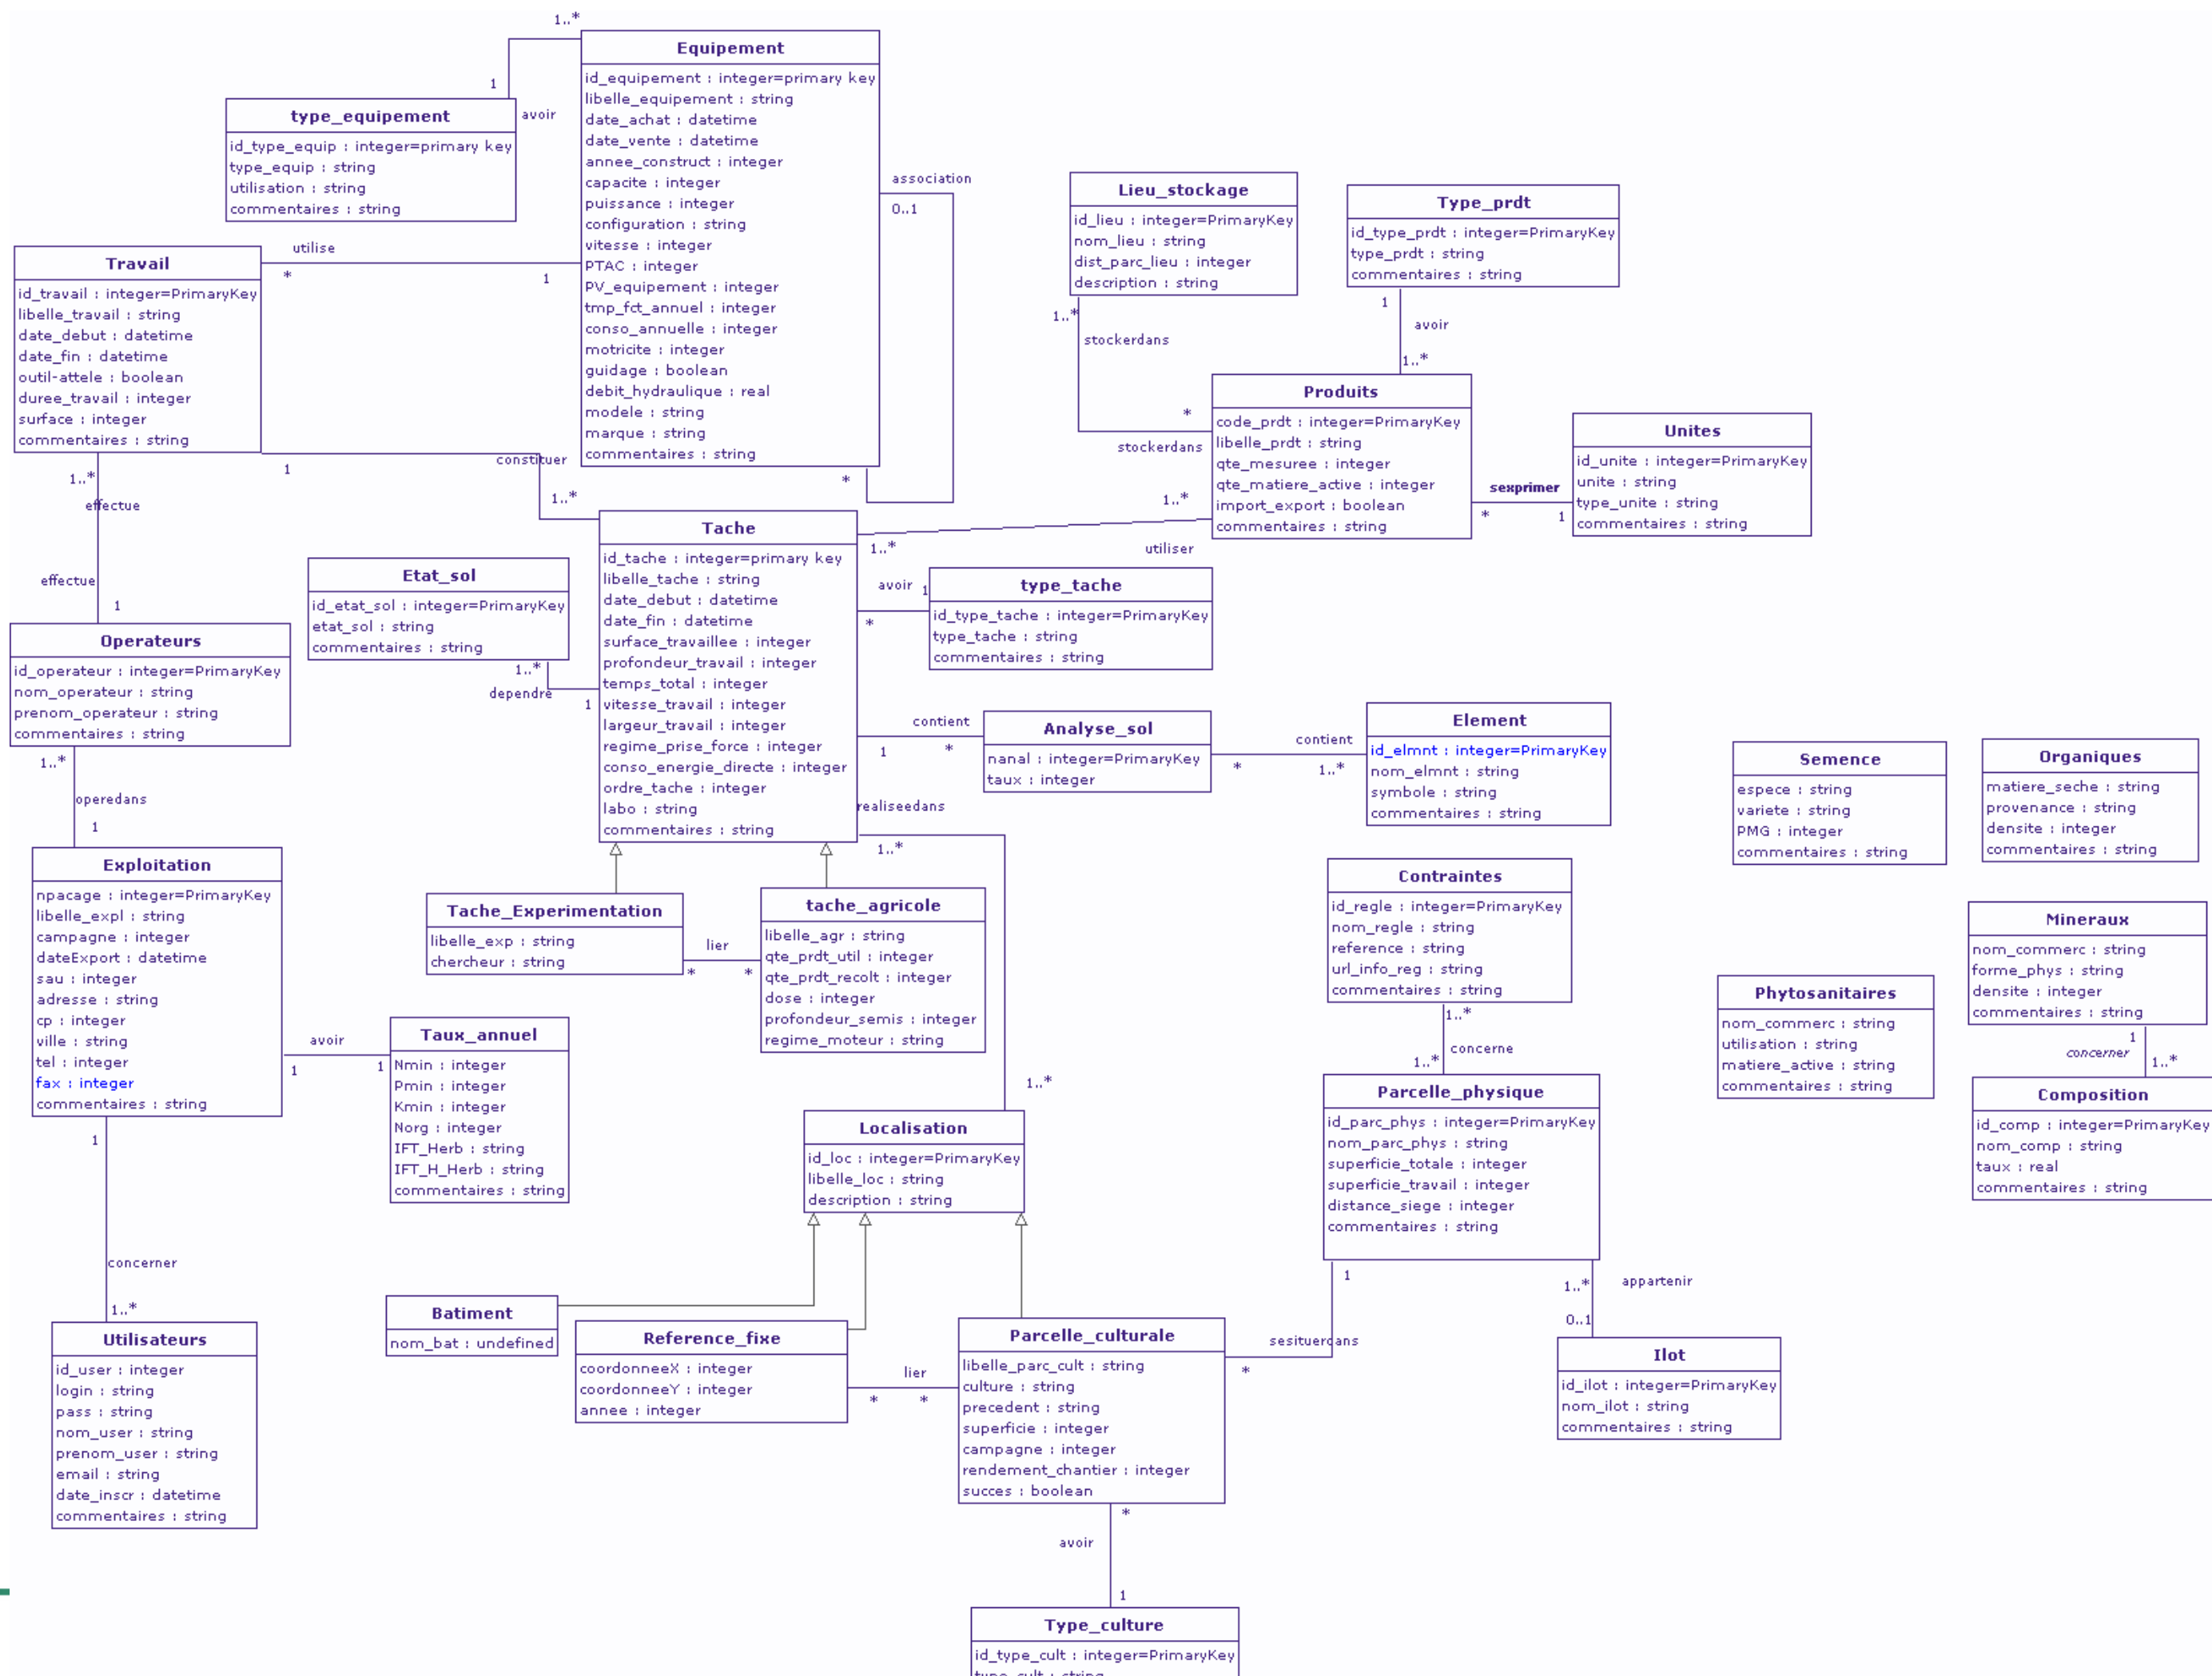 1..*
Equipement
id_equipement : integer=primary key
libelle_equipement : string
date_achat : datetime
date_vente : datetime
annee_construct : integer
capacite : integer
puissance : integer
configuration : string
vitesse : integer
PTAC : integer
PV_equipement : integer
tmp_fct_annuel : integer
conso_annuelle : integer
motricite : integer
guidage : boolean
debit_hydraulique : real
modele : string
marque : string
commentaires : string
1
avoir
type_equipement
id_type_equip : integer=primary key
type_equip : string
utilisation : string
commentaires : string
association
0..1
*
Lieu_stockage
id_lieu : integer=PrimaryKey
nom_lieu : string
dist_parc_lieu : integer
description : string
Type_prdt
id_type_prdt : integer=PrimaryKey
type_prdt : string
commentaires : string
1
avoir
1..*
1..*
stockerdans
*
stockerdans
Travail
id_travail : integer=PrimaryKey
libelle_travail : string
date_debut : datetime
date_fin : datetime
outil-attele : boolean
duree_travail : integer
surface : integer
commentaires : string
utilise
*
1
Produits
code_prdt : integer=PrimaryKey
libelle_prdt : string
qte_mesuree : integer
qte_matiere_active : integer
import_export : boolean
commentaires : string
Unites
id_unite : integer=PrimaryKey
unite : string
type_unite : string
commentaires : string
sexprimer
*
1
1
constituer
1..*
1..*
effectue
effectue
1
1..*
1..*
utiliser
Tache
id_tache : integer=primary key
libelle_tache : string
date_debut : datetime
date_fin : datetime
surface_travaillee : integer
profondeur_travail : integer
temps_total : integer
vitesse_travail : integer
largeur_travail : integer
regime_prise_force : integer
conso_energie_directe : integer
ordre_tache : integer
labo : string
commentaires : string
Etat_sol
id_etat_sol : integer=PrimaryKey
etat_sol : string
commentaires : string
1..*
dependre
1
avoir
1
*
type_tache
id_type_tache : integer=PrimaryKey
type_tache : string
commentaires : string
Operateurs
id_operateur : integer=PrimaryKey
nom_operateur : string
prenom_operateur : string
commentaires : string
1..*
operedans
1
contient
1
*
Analyse_sol
nanal : integer=PrimaryKey
taux : integer
contient
*
1..*
Element
id_elmnt : integer=PrimaryKey
nom_elmnt : string
symbole : string
commentaires : string
Semence
espece : string
variete : string
PMG : integer
commentaires : string
Organiques
matiere_seche : string
provenance : string
densite : integer
commentaires : string
realiseedans
1..*
1..*
Exploitation
npacage : integer=PrimaryKey
libelle_expl : string
campagne : integer
dateExport : datetime
sau : integer
adresse : string
cp : integer
ville : string
tel : integer
fax : integer
commentaires : string
Tache_Experimentation
libelle_exp : string
chercheur : string
lier
*
*
tache_agricole
libelle_agr : string
qte_prdt_util : integer
qte_prdt_recolt : integer
dose : integer
profondeur_semis : integer
regime_moteur : string
Contraintes
id_regle : integer=PrimaryKey
nom_regle : string
reference : string
url_info_reg : string
commentaires : string
1..*
concerne
1..*
Mineraux
nom_commerc : string
forme_phys : string
densite : integer
commentaires : string
Phytosanitaires
nom_commerc : string
utilisation : string
matiere_active : string
commentaires : string
1
concerner
1..*
Composition
id_comp : integer=PrimaryKey
nom_comp : string
taux : real
commentaires : string
avoir
1
1
Taux_annuel
Nmin : integer
Pmin : integer
Kmin : integer
Norg : integer
IFT_Herb : string
IFT_H_Herb : string
commentaires : string
Parcelle_physique
id_parc_phys : integer=PrimaryKey
nom_parc_phys : string
superficie_totale : integer
superficie_travail : integer
distance_siege : integer
commentaires : string
Localisation
id_loc : integer=PrimaryKey
libelle_loc : string
description : string
1
concerner
1..*
Utilisateurs
id_user : integer
login : string
pass : string
nom_user : string
prenom_user : string
email : string
date_inscr : datetime
commentaires : string
Batiment
nom_bat : undefined
Reference_fixe
coordonneeX : integer
coordonneeY : integer
annee : integer
lier
*
*
Parcelle_culturale
libelle_parc_cult : string
culture : string
precedent : string
superficie : integer
campagne : integer
rendement_chantier : integer
succes : boolean
1
sesituerdans
*
1..*
appartenir
0..1
Ilot
id_ilot : integer=PrimaryKey
nom_ilot : string
commentaires : string
*
avoir
1
Type_culture
id_type_cult : integer=PrimaryKey
type_cult : string